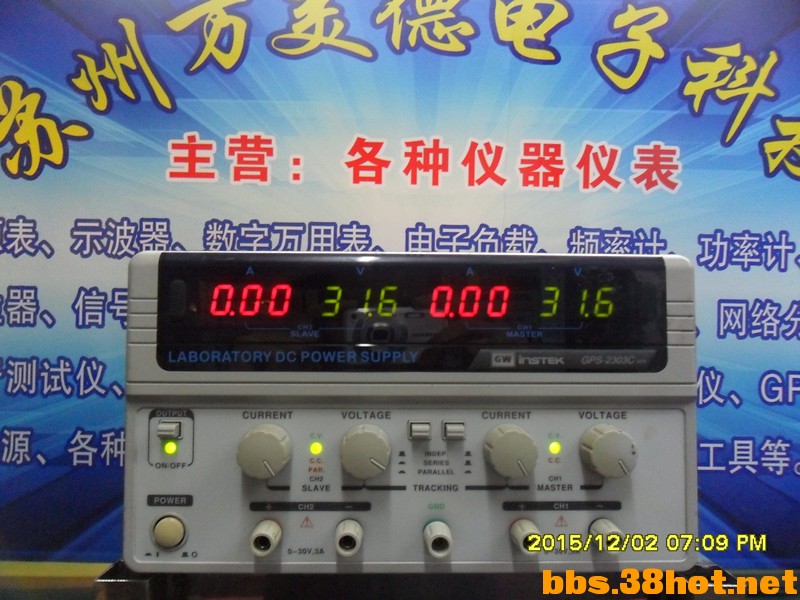 苏州万美德电子科
主营：各种仪器仪表
表、示波器、数字万用表、电子负载、频率计、功率计、
器、信号
网络分
测试仪、
仪、GP
源、各种
工具等。
A V A V
0.00 31.6 0.00 31.6
CH2 SLAVE CH1 MASTER
LABORATORY DC POWER SUPPLY GW INSTEK GPS-2303C
OUTPUT CURRENT VOLTAGE CURRENT VOLTAGE
ON/OFF
C.V. C.C. PAR.
INDEP
SERIES
PARALLEL
C.V. C.C.
CH2 SLAVE TRACKING CH1 MASTER
POWER + CH2 − GND + CH1 −
0~30V,3A
2015/12/02 07:09 PM
bbs.38hot.net